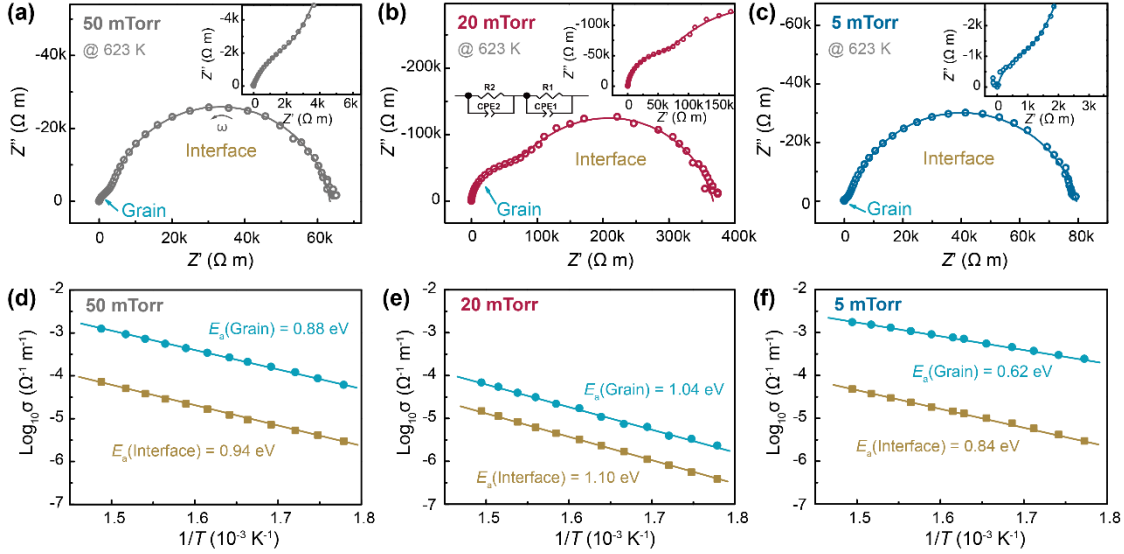 (a) 50 mTorr
@ 623 K
Z'' (Ω m)
-40k
-20k
0
0
20k
40k
60k
Z' (Ω m)
ω
Interface
Grain
Z'' (Ω m)
-4k
-2k
0
0
2k
4k
6k
Z' (Ω m)
(b) 20 mTorr
@ 623 K
Z'' (Ω m)
-200k
-100k
0
0
100k
200k
300k
400k
Z' (Ω m)
R2
R1
CPE2
CPE1
Interface
Grain
Z'' (Ω m)
-100k
-50k
0
0
50k
100k
150k
Z' (Ω m)
(c) 5 mTorr
@ 623 K
Z'' (Ω m)
-60k
-40k
-20k
0
0
20k
40k
60k
80k
Z' (Ω m)
Interface
Grain
Z'' (Ω m)
-2k
-1k
0
0
1k
2k
3k
Z' (Ω m)
(d) 50 mTorr
Log₁₀σ (Ω⁻¹ m⁻¹)
-2
-3
-4
-5
-6
-7
Eₐ(Grain) = 0.88 eV
Eₐ(Interface) = 0.94 eV
1.5
1.6
1.7
1.8
1/T (10⁻³ K⁻¹)
(e) 20 mTorr
Log₁₀σ (Ω⁻¹ m⁻¹)
-2
-3
-4
-5
-6
-7
Eₐ(Grain) = 1.04 eV
Eₐ(Interface) = 1.10 eV
1.5
1.6
1.7
1.8
1/T (10⁻³ K⁻¹)
(f) 5 mTorr
Log₁₀σ (Ω⁻¹ m⁻¹)
-2
-3
-4
-5
-6
-7
Eₐ(Grain) = 0.62 eV
Eₐ(Interface) = 0.84 eV
1.5
1.6
1.7
1.8
1/T (10⁻³ K⁻¹)